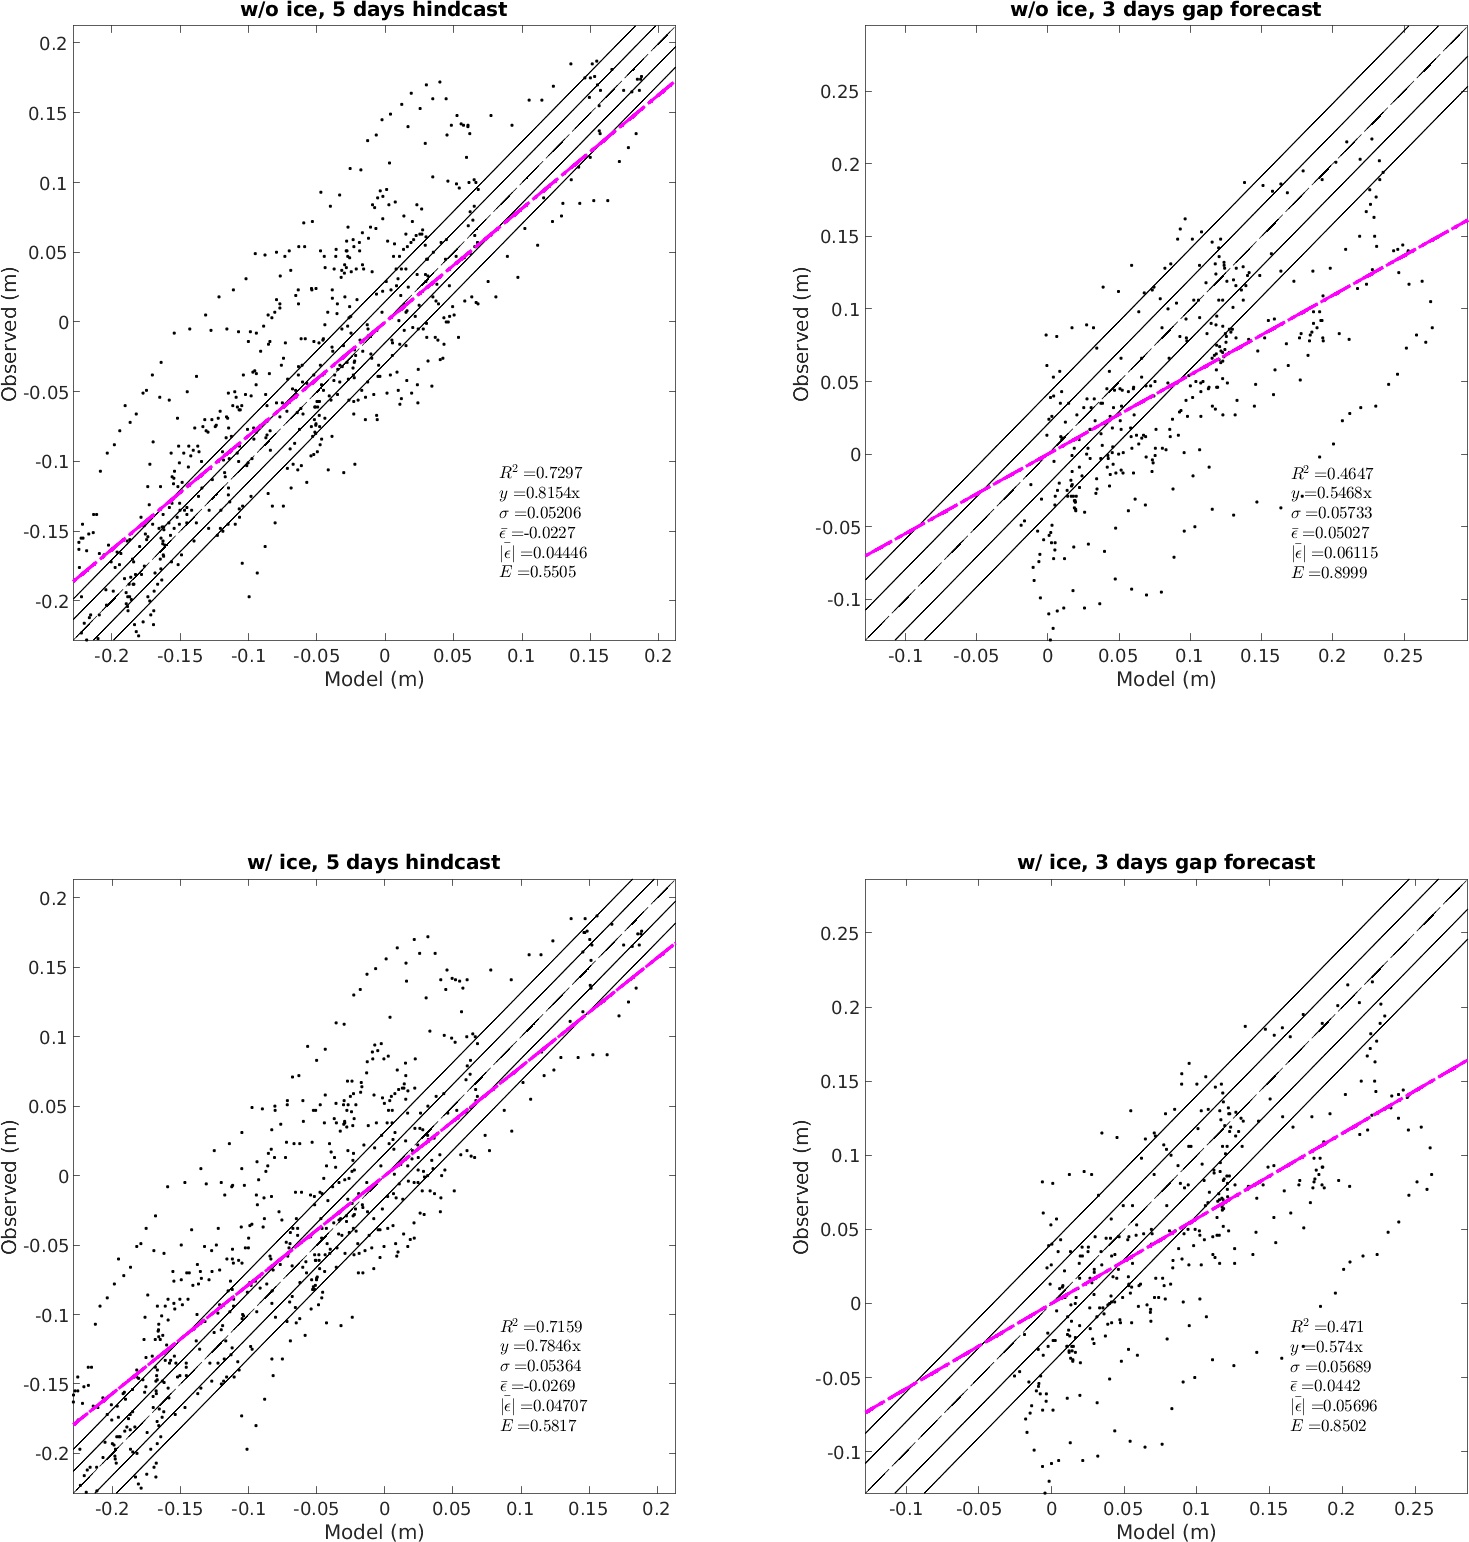 w/o ice, 5 days hindcast
0.2
0.15
0.1
0.05
0
-0.05
-0.1
-0.15
-0.2
Observed (m)
R² =0.7297
y =0.8154x
σ =0.05206
ϵ̄ =-0.0227
|ϵ̄| =0.04446
E =0.5505
-0.2 -0.15 -0.1 -0.05 0 0.05 0.1 0.15 0.2
Model (m)
w/o ice, 3 days gap forecast
0.25
0.2
0.15
0.1
0.05
0
-0.05
-0.1
Observed (m)
R² =0.4647
y =0.5468x
σ =0.05733
ϵ̄ =0.05027
|ϵ̄| =0.06115
E =0.8999
-0.1 -0.05 0 0.05 0.1 0.15 0.2 0.25
Model (m)
w/ ice, 5 days hindcast
0.2
0.15
0.1
0.05
0
-0.05
-0.1
-0.15
-0.2
Observed (m)
R² =0.7159
y =0.7846x
σ =0.05364
ϵ̄ =-0.0269
|ϵ̄| =0.04707
E =0.5817
-0.2 -0.15 -0.1 -0.05 0 0.05 0.1 0.15 0.2
Model (m)
w/ ice, 3 days gap forecast
0.25
0.2
0.15
0.1
0.05
0
-0.05
-0.1
Observed (m)
R² =0.471
y =0.574x
σ =0.05689
ϵ̄ =0.0442
|ϵ̄| =0.05696
E =0.8502
-0.1 -0.05 0 0.05 0.1 0.15 0.2 0.25
Model (m)